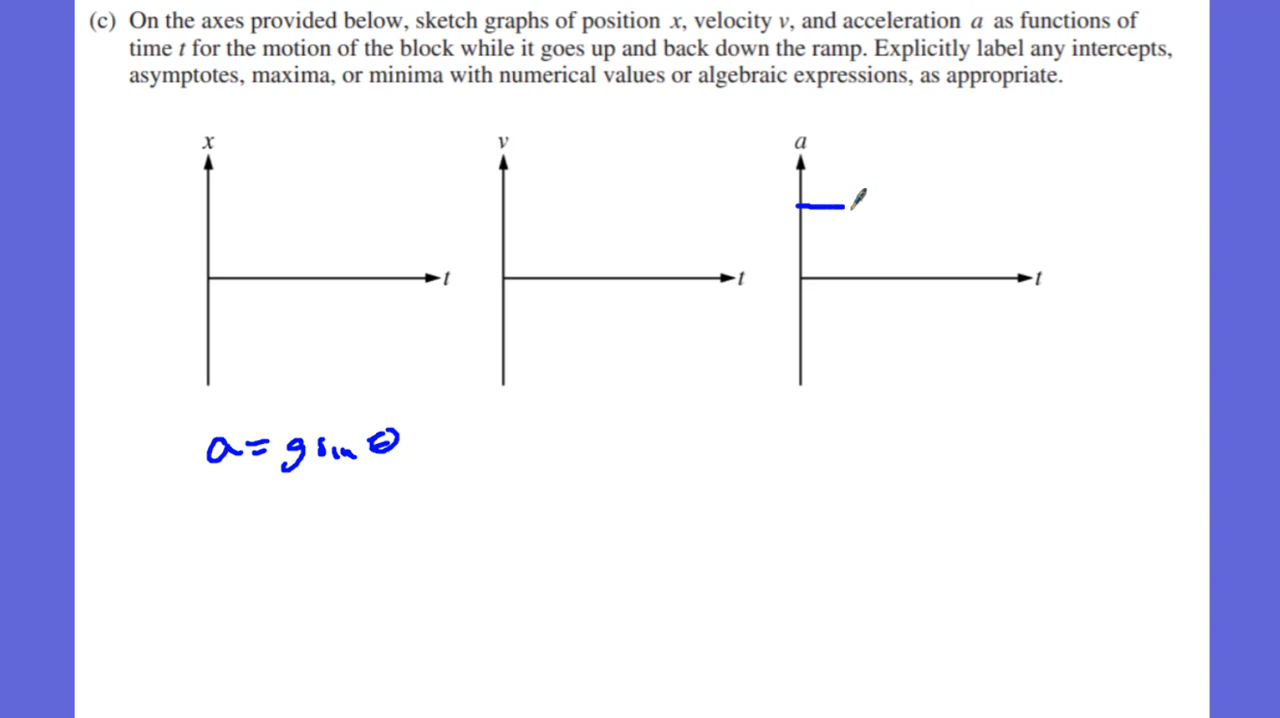 (c) On the axes provided below, sketch graphs of position x, velocity v, and acceleration a as functions of
time t for the motion of the block while it goes up and back down the ramp. Explicitly label any intercepts,
asymptotes, maxima, or minima with numerical values or algebraic expressions, as appropriate.
x v a
t t t
a = g sin θ